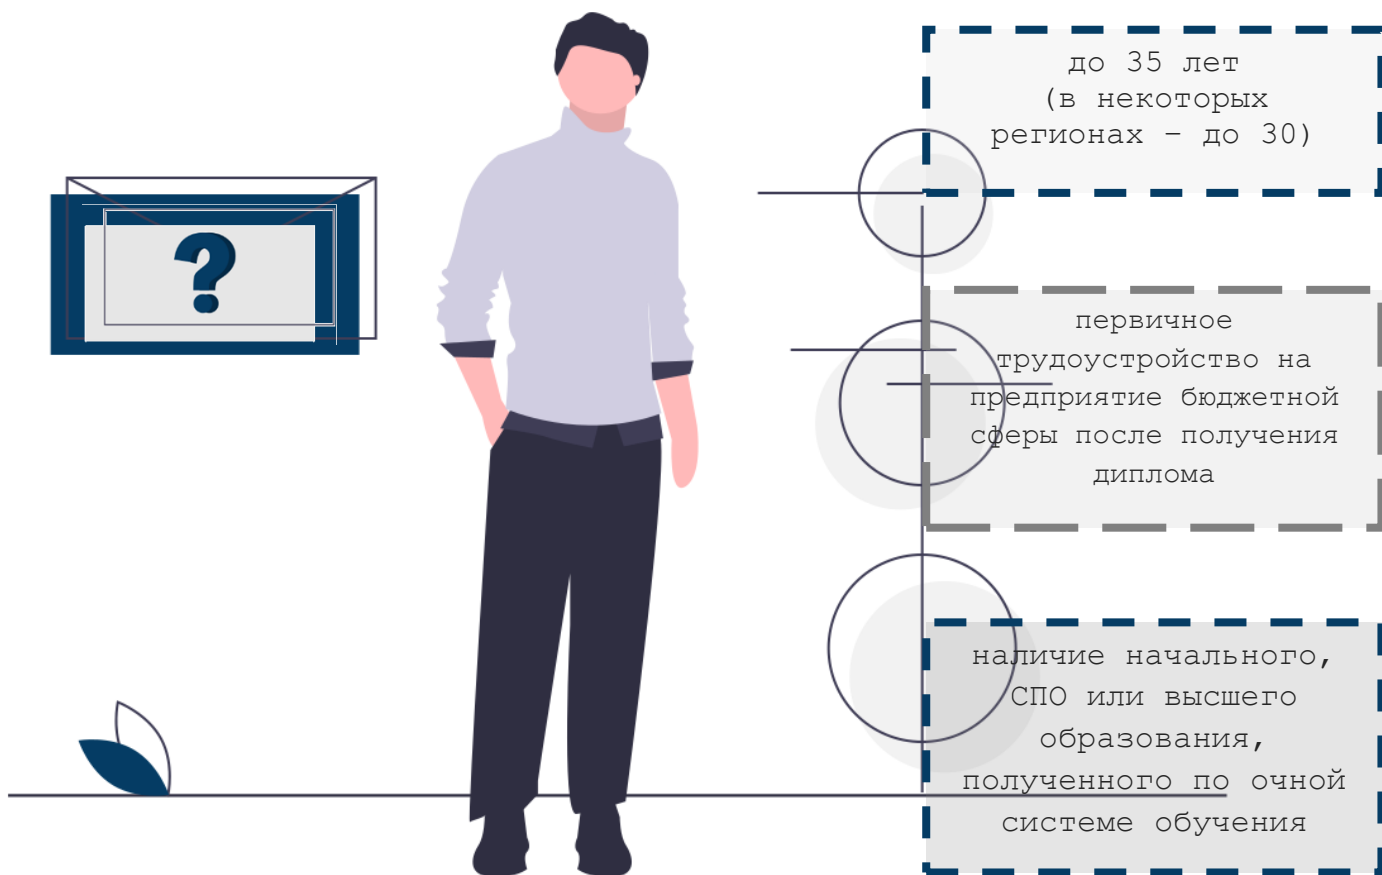 до 35 лет
(в некоторых
регионах – до 30)
?
первичное
трудоустройство на
предприятие бюджетной
сферы после получения
диплома
наличие начального,
СПО или высшего
образования,
полученного по очной
системе обучения